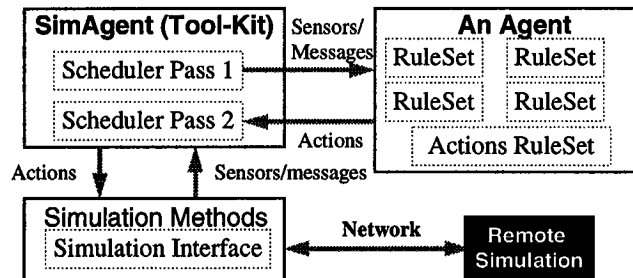 SimAgent (Tool-Kit)
Scheduler Pass 1
Scheduler Pass 2
Sensors/
Messages
Actions
An Agent
RuleSet
RuleSet
RuleSet
RuleSet
Actions RuleSet
Actions
Sensors/messages
Simulation Methods
Simulation Interface
Network
Remote
Simulation